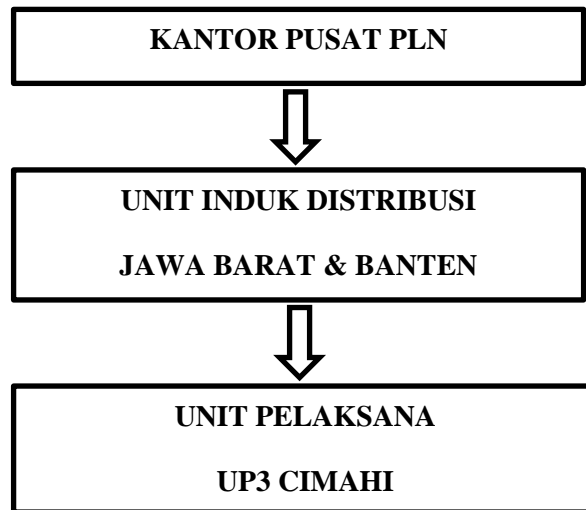 KANTOR PUSAT PLN
UNIT INDUK DISTRIBUSI
JAWA BARAT & BANTEN
UNIT PELAKSANA
UP3 CIMAHI